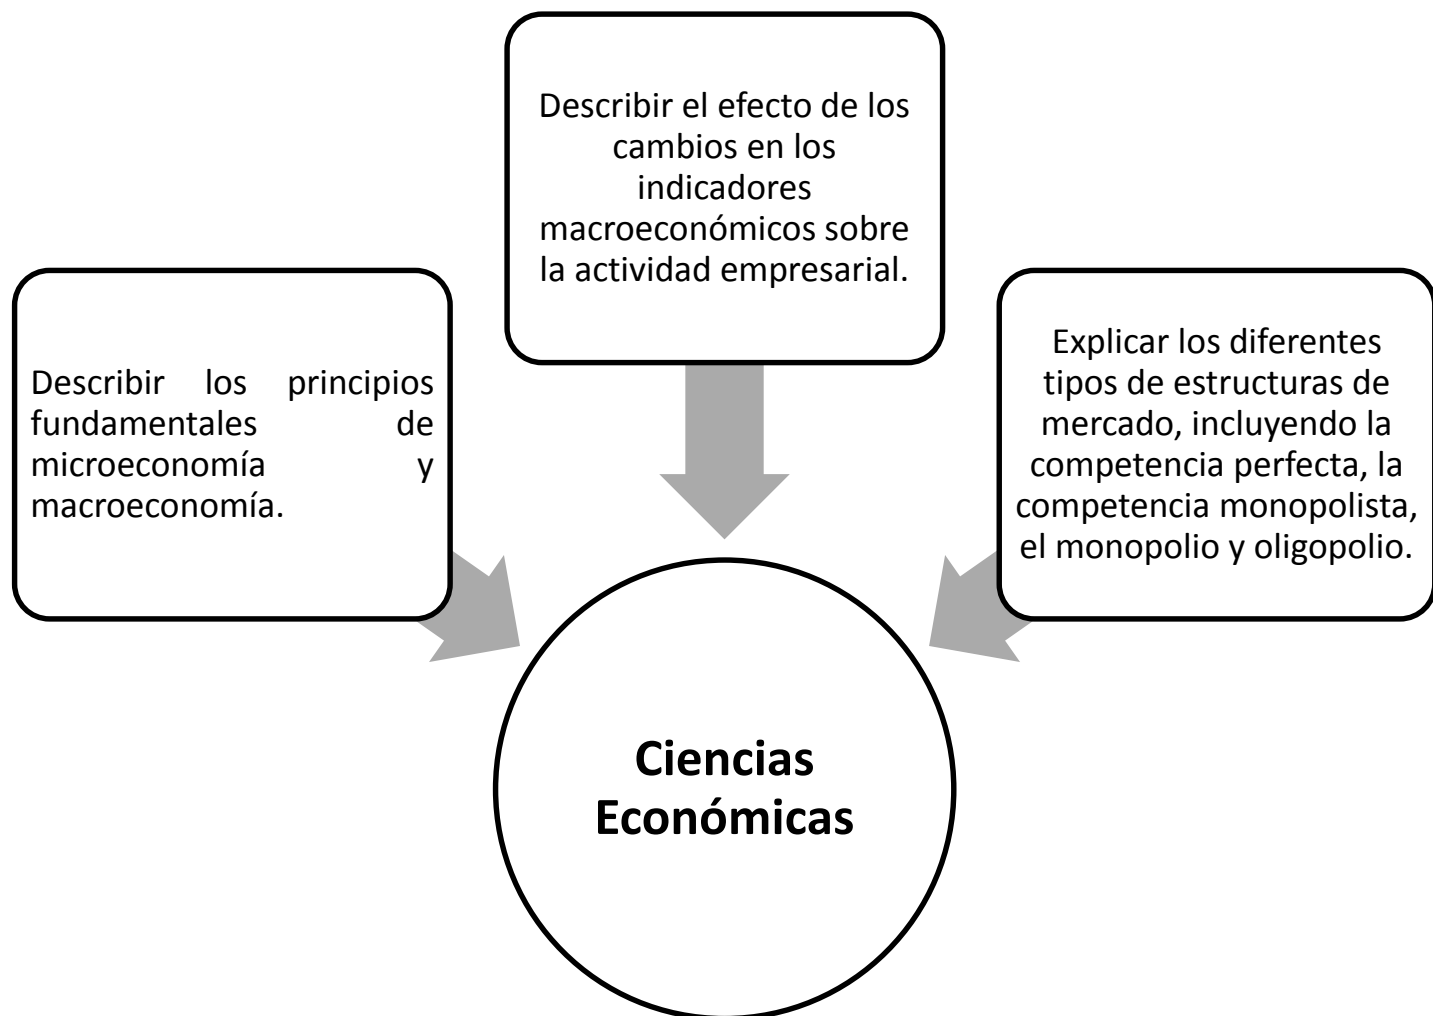 Describir el efecto de los
cambios en los
indicadores
macroeconómicos sobre
la actividad empresarial.
Describir los principios
fundamentales de
microeconomía y
macroeconomía.
Explicar los diferentes
tipos de estructuras de
mercado, incluyendo la
competencia perfecta, la
competencia monopolista,
el monopolio y oligopolio.
Ciencias
Económicas